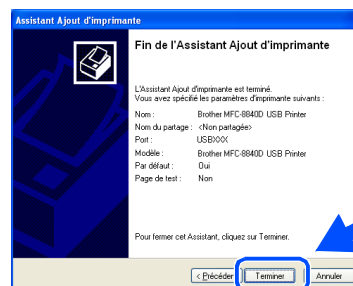 Assistant Ajout d'imprimante
Fin de l'Assistant Ajout d'imprimante
L'Assistant Ajout d'imprimante est terminé.
Vous avez spécifié les paramètres d'imprimante suivants :
Nom : Brother MFC-8840D USB Printer
Nom du partage : <Non partagée>
Port : USBXXX
Modèle : Brother MFC-8840D USB Printer
Par défaut : Oui
Page de test : Non
Pour fermer cet Assistant, cliquez sur Terminer.
< Précéden Terminer Annuler